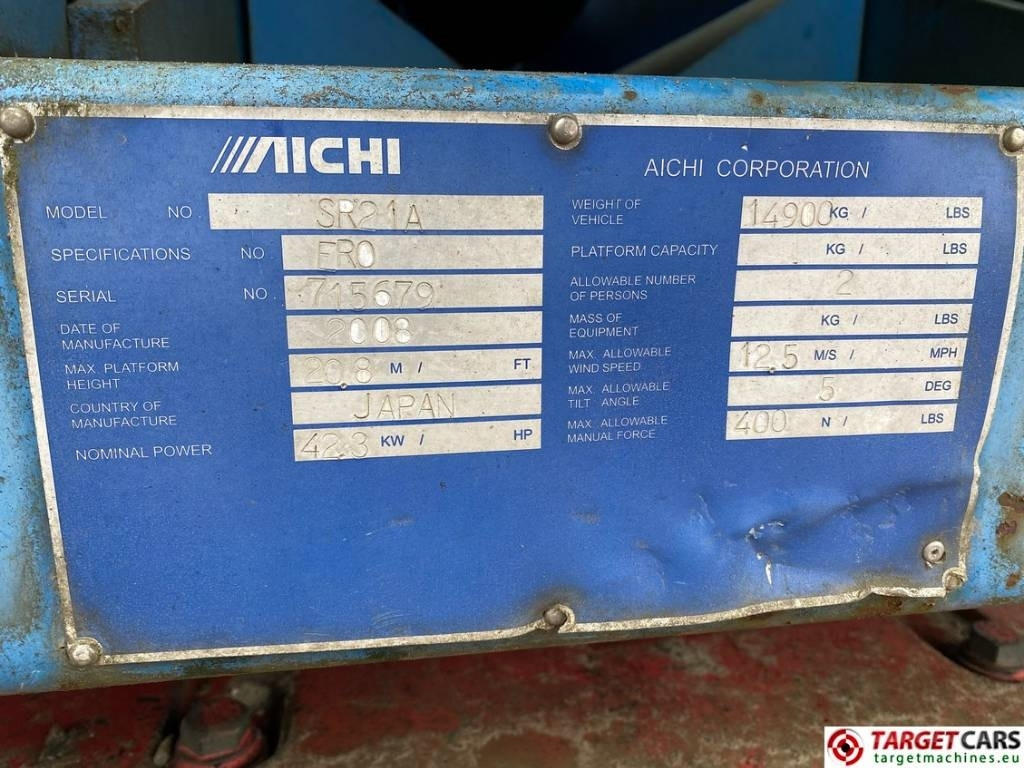 AICHI
AICHI CORPORATION
MODEL NO. SR21A
SPECIFICATIONS NO ERO
SERIAL NO. 715679
DATE OF
MANUFACTURE 2008
MAX PLATFORM
HEIGHT 20.8 M / FT
COUNTRY OF
MANUFACTURE JAPAN
NOMINAL POWER 42.3 KW / HP
WEIGHT OF
VEHICLE 14900 KG / LBS
PLATFORM CAPACITY KG / LBS
ALLOWABLE NUMBER
OF PERSONS 2
MASS OF
EQUIPMENT KG / LBS
MAX. ALLOWABLE
WIND SPEED 12.5 M/S / MPH
MAX. ALLOWABLE
TILT ANGLE 5 DEG
MAX. ALLOWABLE
MANUAL FORCE 400 N / LBS
TARGETCARS
targetmachines.eu